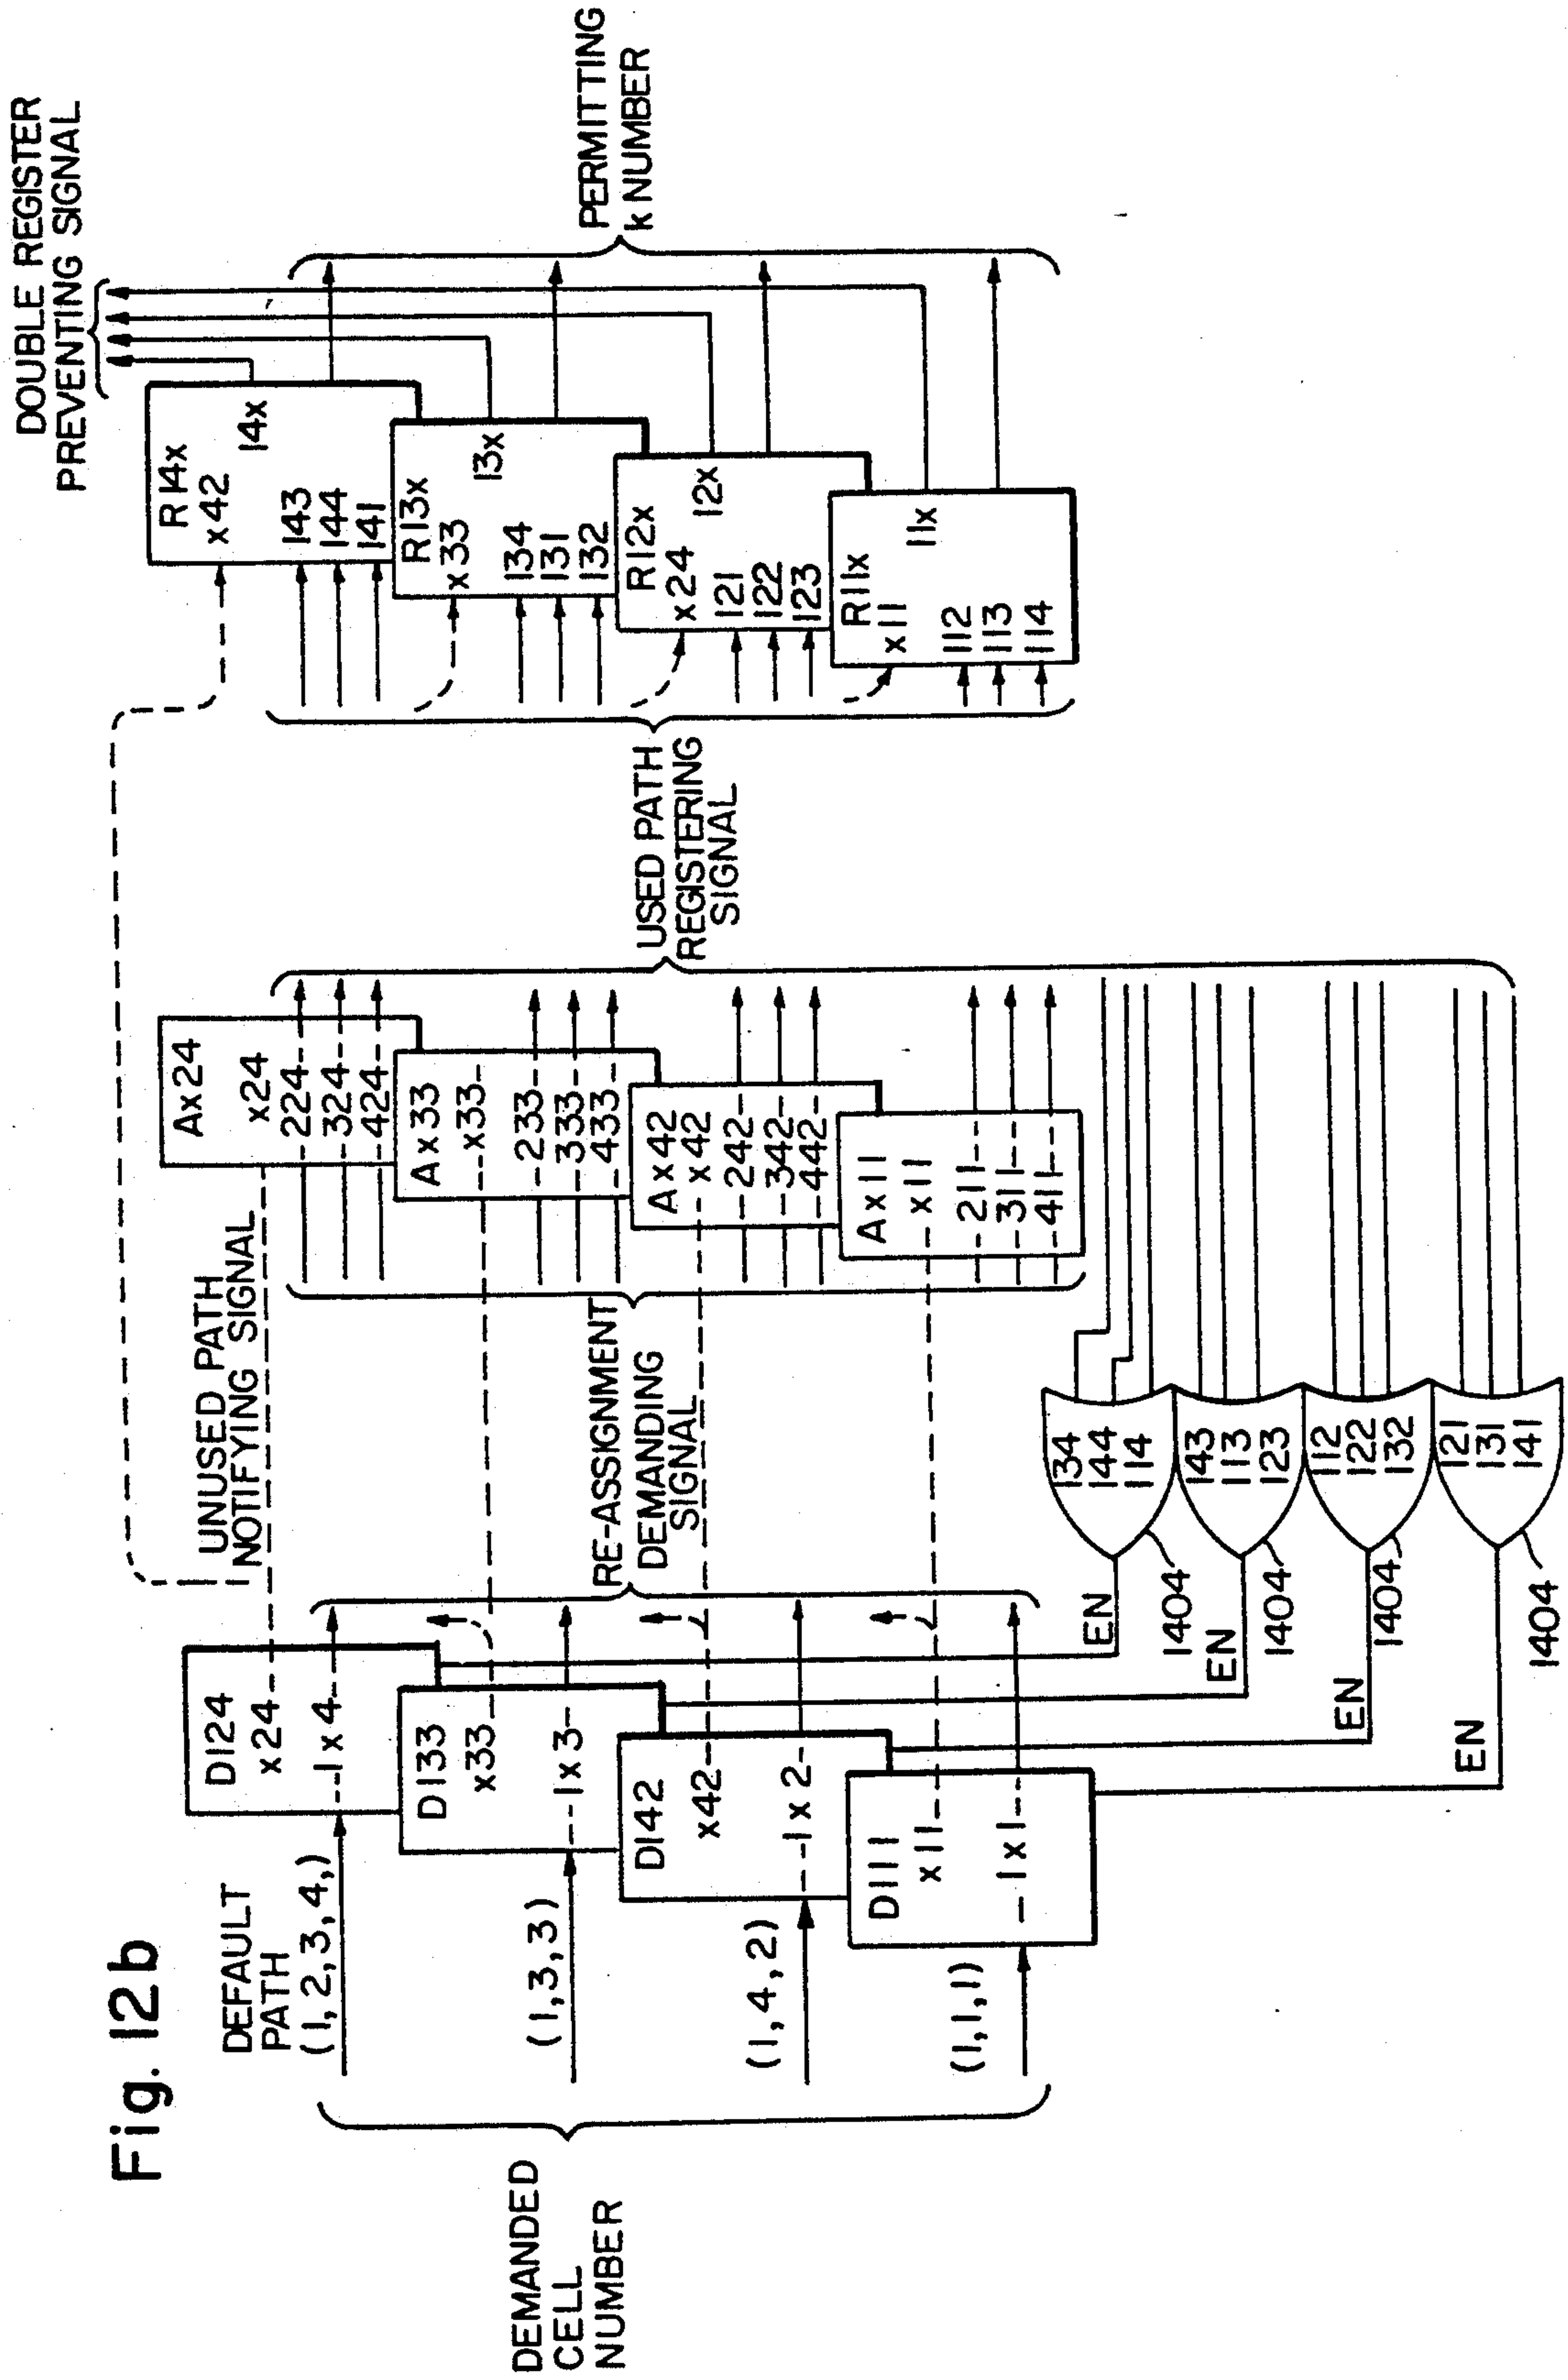 Fig. 12b
DEMANDED
CELL
NUMBER
DEFAULT
PATH
(1,2,3,4,)
(1,3,3)
(1,4,2)
(1,1,1)
D124
x24
1x4
D133
x33
1x3
D142
x42
1x2
D111
x11
1x1
UNUSED PATH
NOTIFYING SIGNAL
RE-ASSIGNMENT
DEMANDING
SIGNAL
EN
EN
EN
EN
1404
1404
1404
1404
134
144
114
143
113
123
112
122
132
121
131
141
Ax24
x24
224
324
424
Ax33
x33
233
333
433
Ax42
x42
242
342
442
Ax11
x11
211
311
411
USED PATH
REGISTERING
SIGNAL
R14x
x42
14x
143
144
141
R13x
x33
13x
134
131
132
R12x
x24
12x
121
122
123
R11x
x11
11x
112
113
114
DOUBLE REGISTER
PREVENTING SIGNAL
PERMITTING
k NUMBER